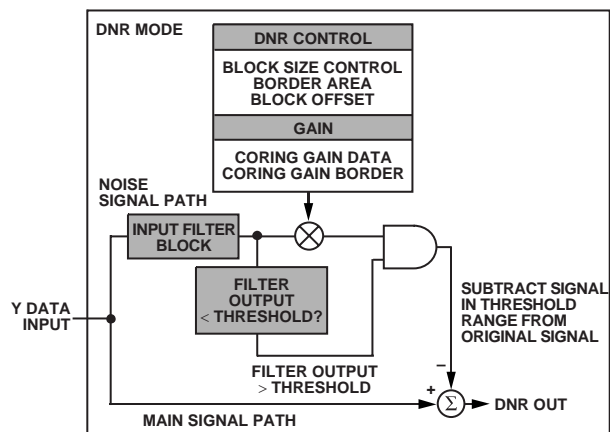 DNR MODE
DNR CONTROL
BLOCK SIZE CONTROL
BORDER AREA
BLOCK OFFSET
GAIN
CORING GAIN DATA
CORING GAIN BORDER
NOISE
SIGNAL PATH
INPUT FILTER
BLOCK
FILTER
OUTPUT
< THRESHOLD?
Y DATA
INPUT
SUBTRACT SIGNAL
IN THRESHOLD
RANGE FROM
ORIGINAL SIGNAL
FILTER OUTPUT
> THRESHOLD
–
+
Σ
DNR OUT
MAIN SIGNAL PATH